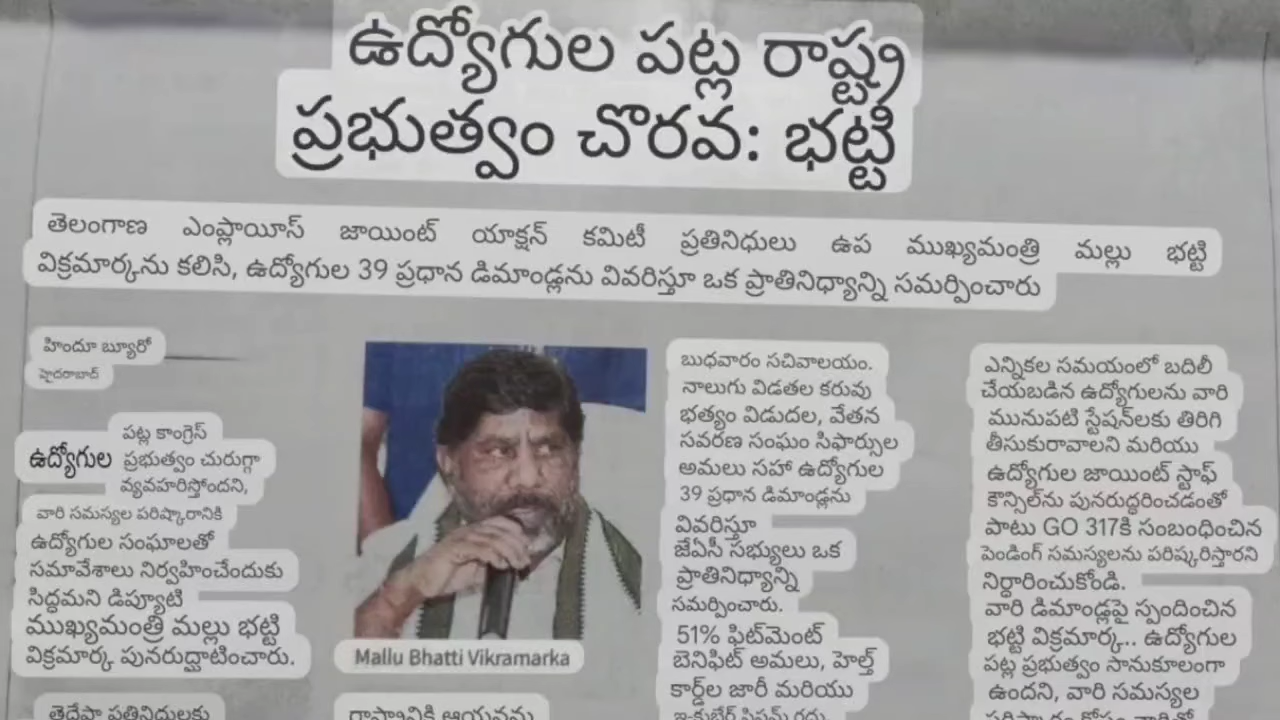 ఉద్యోగుల పట్ల రాష్ట్ర
ప్రభుత్వం చొరవ: భట్టి
తెలంగాణ ఎంప్లాయీస్ జాయింట్ యాక్షన్ కమిటీ ప్రతినిధులు ఉప ముఖ్యమంత్రి మల్లు భట్టి
విక్రమార్కను కలిసి, ఉద్యోగుల 39 ప్రధాన డిమాండ్లను వివరిస్తూ ఒక ప్రాతినిధ్యాన్ని సమర్పించారు
హిందూ బ్యూరో
హైదరాబాద్
ఉద్యోగుల పట్ల కాంగ్రెస్
ప్రభుత్వం చురుగ్గా
వ్యవహరిస్తోందని,
వారి సమస్యల పరిష్కారానికి
ఉద్యోగుల సంఘాలతో
సమావేశాలు నిర్వహించేందుకు
సిద్ధమని డిప్యూటి
ముఖ్యమంత్రి మల్లు భట్టి
విక్రమార్క పునరుద్ఘాటించారు.
తెదేపా ప్రతినిధులకు
Mallu Bhatti Vikramarka
బుధవారం సచివాలయం.
నాలుగు విడతల కరువు
భత్యం విడుదల, వేతన
సవరణ సంఘం సిఫార్సుల
అమలు సహా ఉద్యోగుల
39 ప్రధాన డిమాండ్లను
వివరిస్తూ
జేఏసీ సభ్యులు ఒక
ప్రాతినిధ్యాన్ని
సమర్పించారు.
51% ఫిట్‌మెంట్
బెనిఫిట్ అమలు, హెల్త్
కార్డ్‌ల జారీ మరియు
ఎన్నికల సమయంలో బదిలీ
చేయబడిన ఉద్యోగులను వారి
మునుపటి స్టేషన్‌లకు తిరిగి
తీసుకురావాలని మరియు
ఉద్యోగుల జాయింట్ స్టాఫ్
కౌన్సిల్‌ను పునరుద్ధరించడంతో
పాటు GO 317కి సంబంధించిన
పెండింగ్ సమస్యలను పరిష్కరిస్తారని
నిర్ధారించుకోండి.
వారి డిమాండ్లపై స్పందించిన
భట్టి విక్రమార్క.. ఉద్యోగుల
పట్ల ప్రభుత్వం సానుకూలంగా
ఉందని, వారి సమస్యల